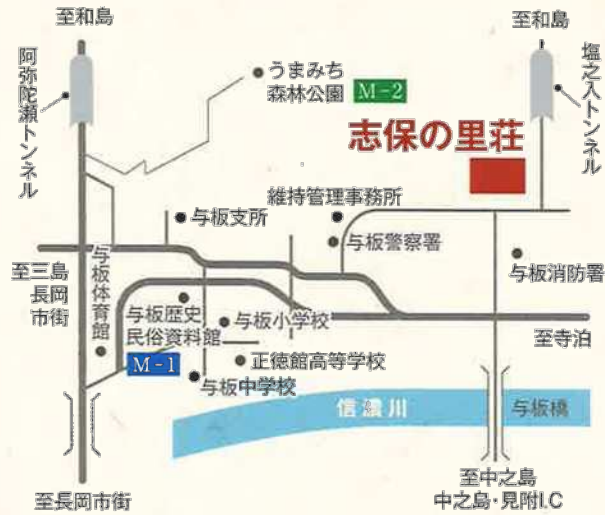 至和島
至和島
阿弥陀瀬トンネル
塩之入トンネル
うまみち
森林公園
M-2
志保の里荘
維持管理事務所
与板支所
与板警察署
与板消防署
至三島
長岡
市街
与板体育館
与板歴史
民俗資料館
M-1
与板小学校
正徳館高等学校
与板中学校
至寺泊
信濃川
与板橋
至長岡市街
至中之島
中之島・見附I.C